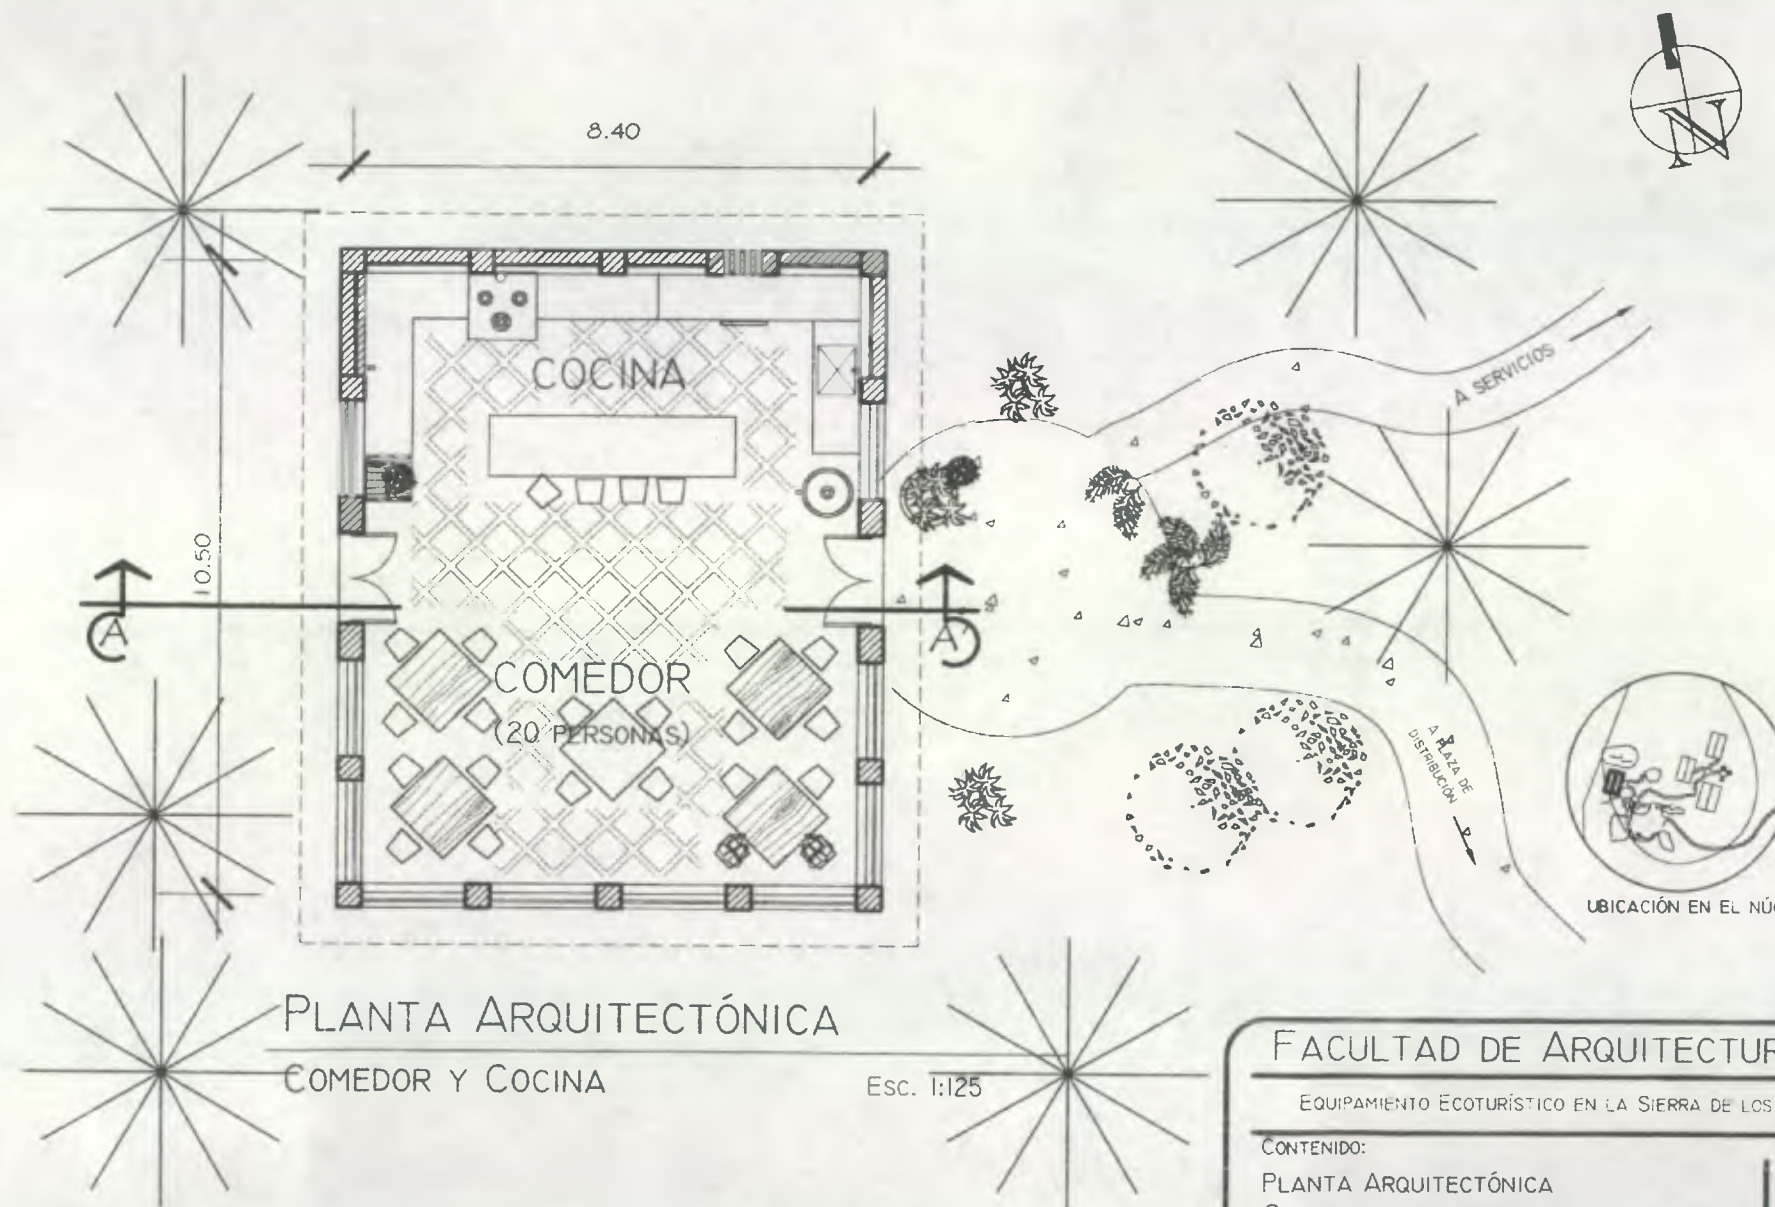 N
8.40
COCINA
A SERVICIOS
10.50
A
A'
COMEDOR
(20 PERSONAS)
A PLAZA DE
DISTRIBUCIÓN
UBICACIÓN EN EL
PLANTA ARQUITECTÓNICA
COMEDOR Y COCINA
ESC. 1:125
FACULTAD DE ARQUITECTUR
EQUIPAMIENTO ECOTURÍSTICO EN LA SIERRA DE LOS
CONTENIDO:
PLANTA ARQUITECTÓNICA